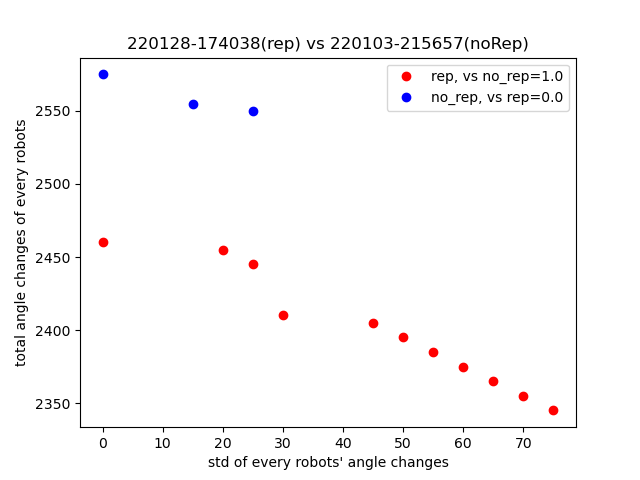 220128-174038(rep) vs 220103-215657(noRep)
rep, vs no_rep=1.0
no_rep, vs rep=0.0
total angle changes of every robots
2550
2500
2450
2400
2350
0 10 20 30 40 50 60 70
std of every robots' angle changes